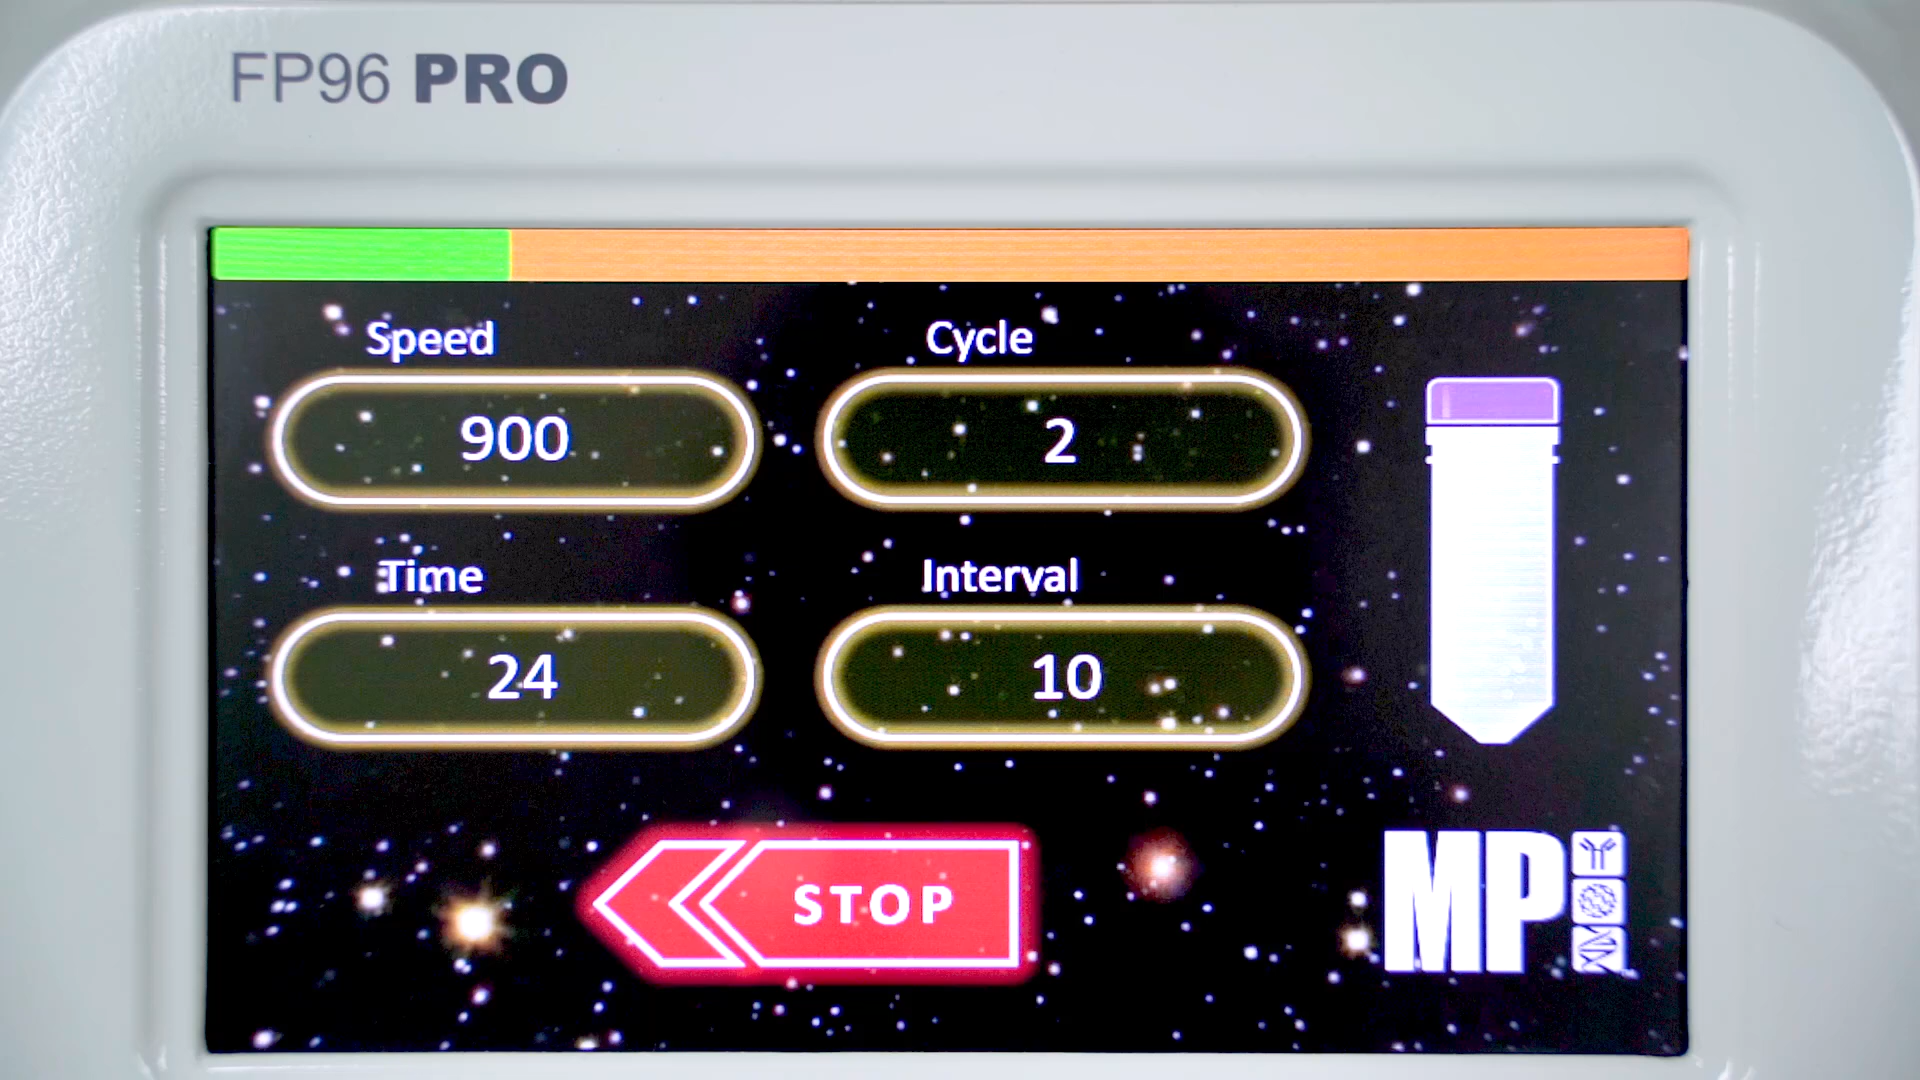 FP96 PRO
Speed
900
Cycle
2
Time
24
Interval
10
STOP
MP